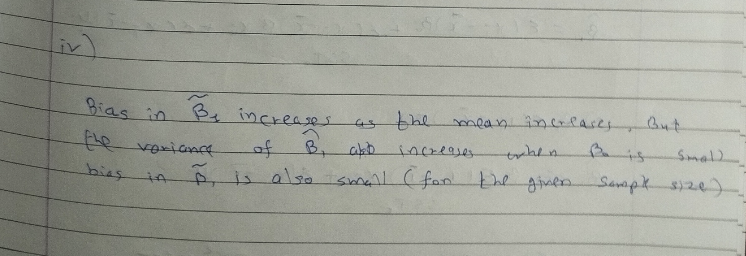 iv)
Bias in β̃₁ increases as the mean increases, But
the variance of β̂₁ also increases when β₀ is small
bias in β̃₁ is also small (for the given sample size)